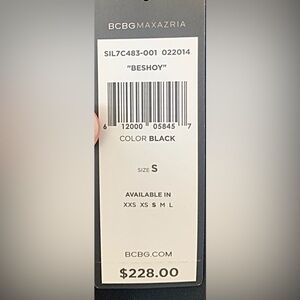 BCBGMAXAZRIA
SIL7C483-001 022014
"BESHOY"
6 12000 05845 7
COLOR BLACK
SIZE S
AVAILABLE IN
XXS XS S M L
BCBG.COM
$228.00